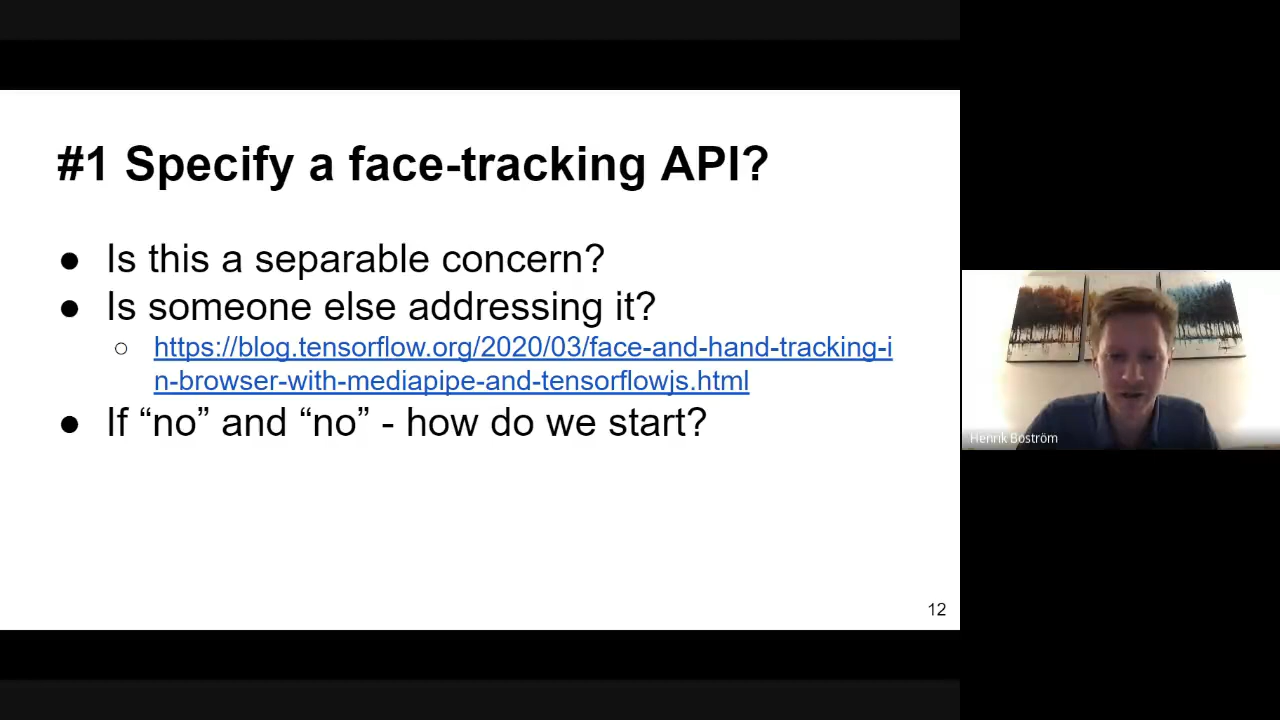 #1 Specify a face-tracking API?
● Is this a separable concern?
● Is someone else addressing it?
○ https://blog.tensorflow.org/2020/03/face-and-hand-tracking-i
n-browser-with-mediapipe-and-tensorflowjs.html
● If “no” and “no” - how do we start?
12
Henrik Boström